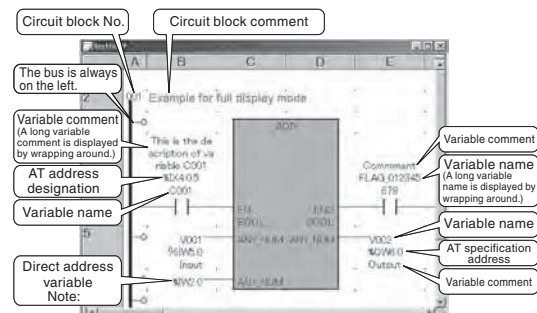 Circuit block No.
Circuit block comment
A B C D E
The bus is always
on the left.
2
001 Example for full display mode
Variable comment
(A long variable
comment is displayed
by wrapping around.)
This is the de
scription of va
riable C001
%IX4.0.5
C001
AT address
designation
Variable name
ADD
EN ENO
BOOL BOOL
ANY_NUM ANY_NUM
ANY_NUM
Comment
FLAG_012345
678
Variable comment
Variable name
(A long variable
name is displayed by
wrapping around.)
5
V001
%IW5.0
Input
%IW2.0
Direct address
variable
Note:
V002
%QW6.0
Output
Variable name
AT specification
address
Variable comment